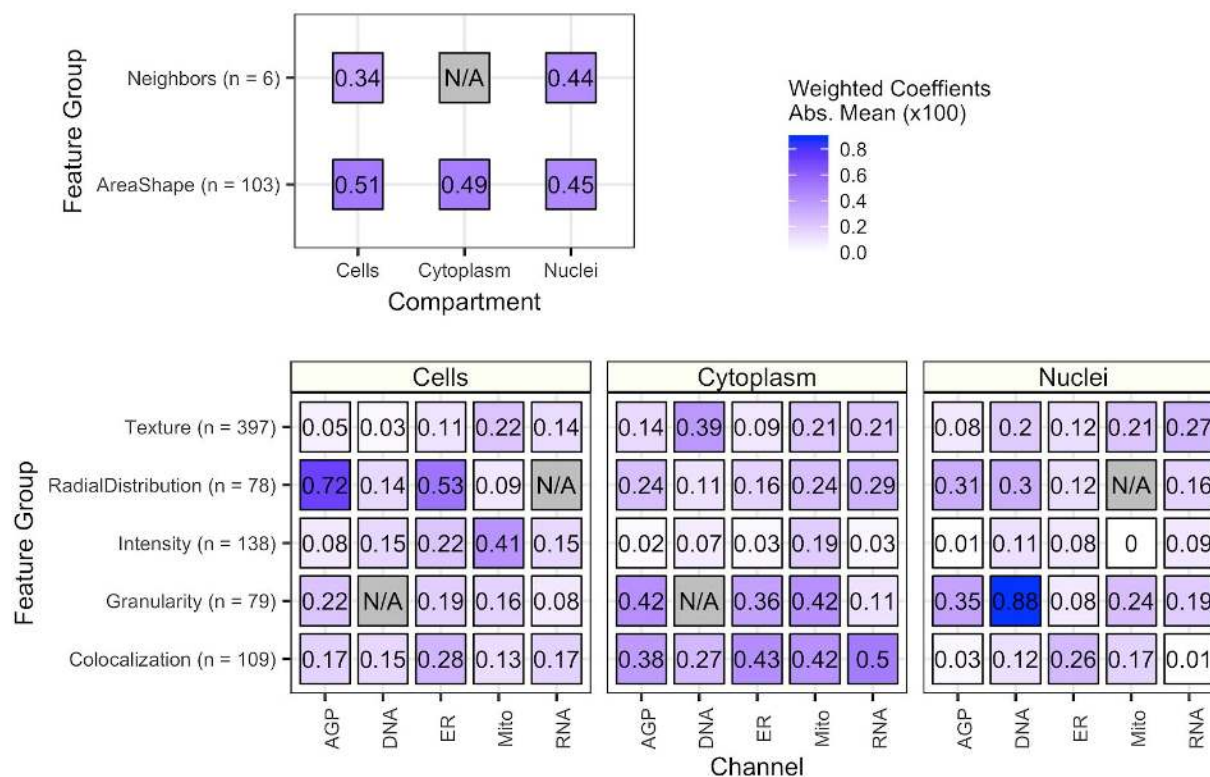 Feature Group
Neighbors (n = 6)
0.34 N/A 0.44
AreaShape (n = 103)
0.51 0.49 0.45
Cells Cytoplasm Nuclei
Compartment
Weighted Coeffients
Abs. Mean (x100)
0.8
0.6
0.4
0.2
0.0
Cells Cytoplasm Nuclei
Feature Group
Texture (n = 397) 0.05 0.03 0.11 0.22 0.14 0.14 0.39 0.09 0.21 0.21 0.08 0.2 0.12 0.21 0.27
RadialDistribution (n = 78) 0.72 0.14 0.53 0.09 N/A 0.24 0.11 0.16 0.24 0.29 0.31 0.3 0.12 N/A 0.16
Intensity (n = 138) 0.08 0.15 0.22 0.41 0.15 0.02 0.07 0.03 0.19 0.03 0.01 0.11 0.08 0 0.09
Granularity (n = 79) 0.22 N/A 0.19 0.16 0.08 0.42 N/A 0.36 0.42 0.11 0.35 0.88 0.08 0.24 0.19
Colocalization (n = 109) 0.17 0.15 0.28 0.13 0.17 0.38 0.27 0.43 0.42 0.5 0.03 0.12 0.26 0.17 0.01
AGP DNA ER Mito RNA AGP DNA ER Mito RNA AGP DNA ER Mito RNA
Channel